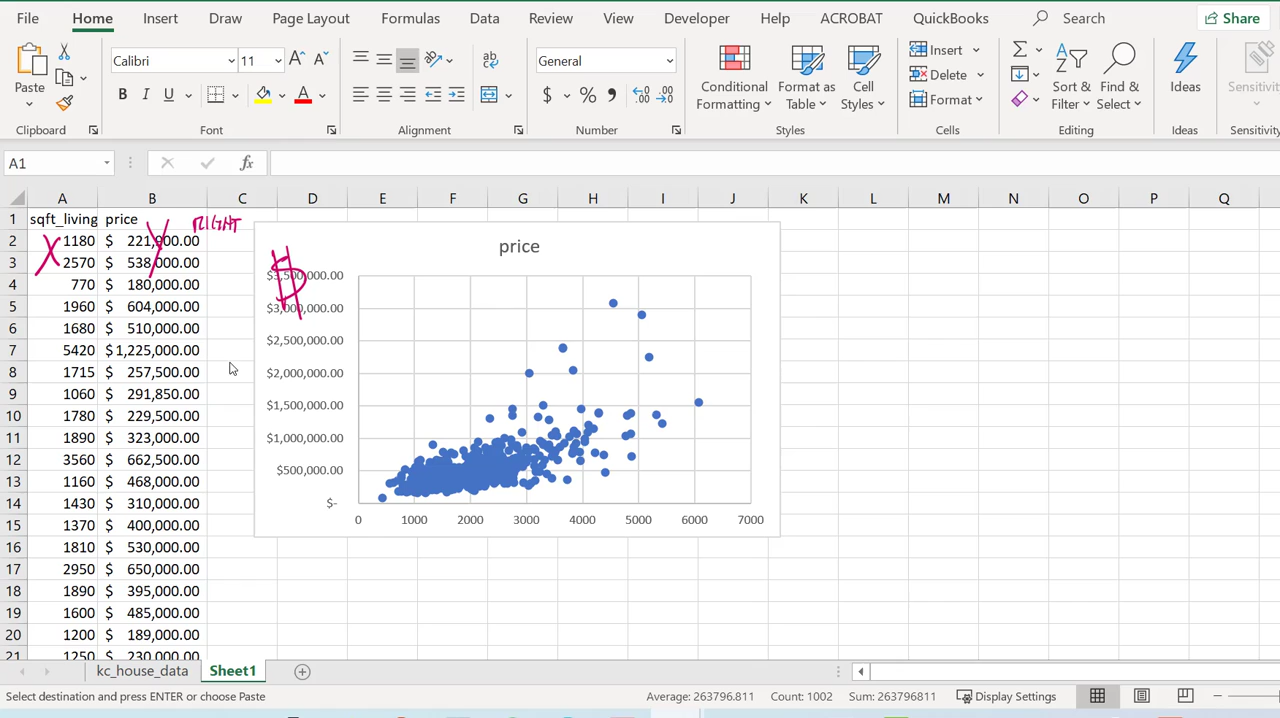 File Home Insert Draw Page Layout Formulas Data Review View Developer Help ACROBAT QuickBooks Search Share
Calibri 11 General
Paste
B I U $ % ,
Conditional Formatting
Format as Table
Cell Styles
Insert
Delete
Format
Sort & Filter
Find & Select
Ideas
Sensitivity
Clipboard Font Alignment Number Styles Cells Editing Ideas Sensitivity
A1 fx
A B C D E F G H I J K L M N O P Q
1 sqft_living price
RIGHT
X Y $
2 1180 $ 221,900.00
3 2570 $ 538,000.00
4 770 $ 180,000.00
5 1960 $ 604,000.00
6 1680 $ 510,000.00
7 5420 $ 1,225,000.00
8 1715 $ 257,500.00
9 1060 $ 291,850.00
10 1780 $ 229,500.00
11 1890 $ 323,000.00
12 3560 $ 662,500.00
13 1160 $ 468,000.00
14 1430 $ 310,000.00
15 1370 $ 400,000.00
16 1810 $ 530,000.00
17 2950 $ 650,000.00
18 1890 $ 395,000.00
19 1600 $ 485,000.00
20 1200 $ 189,000.00
21 1250 $ 230,000.00
price
$3,500,000.00
$3,000,000.00
$2,500,000.00
$2,000,000.00
$1,500,000.00
$1,000,000.00
$500,000.00
$-
0 1000 2000 3000 4000 5000 6000 7000
kc_house_data Sheet1
Select destination and press ENTER or choose Paste Average: 263796.811 Count: 1002 Sum: 263796811 Display Settings